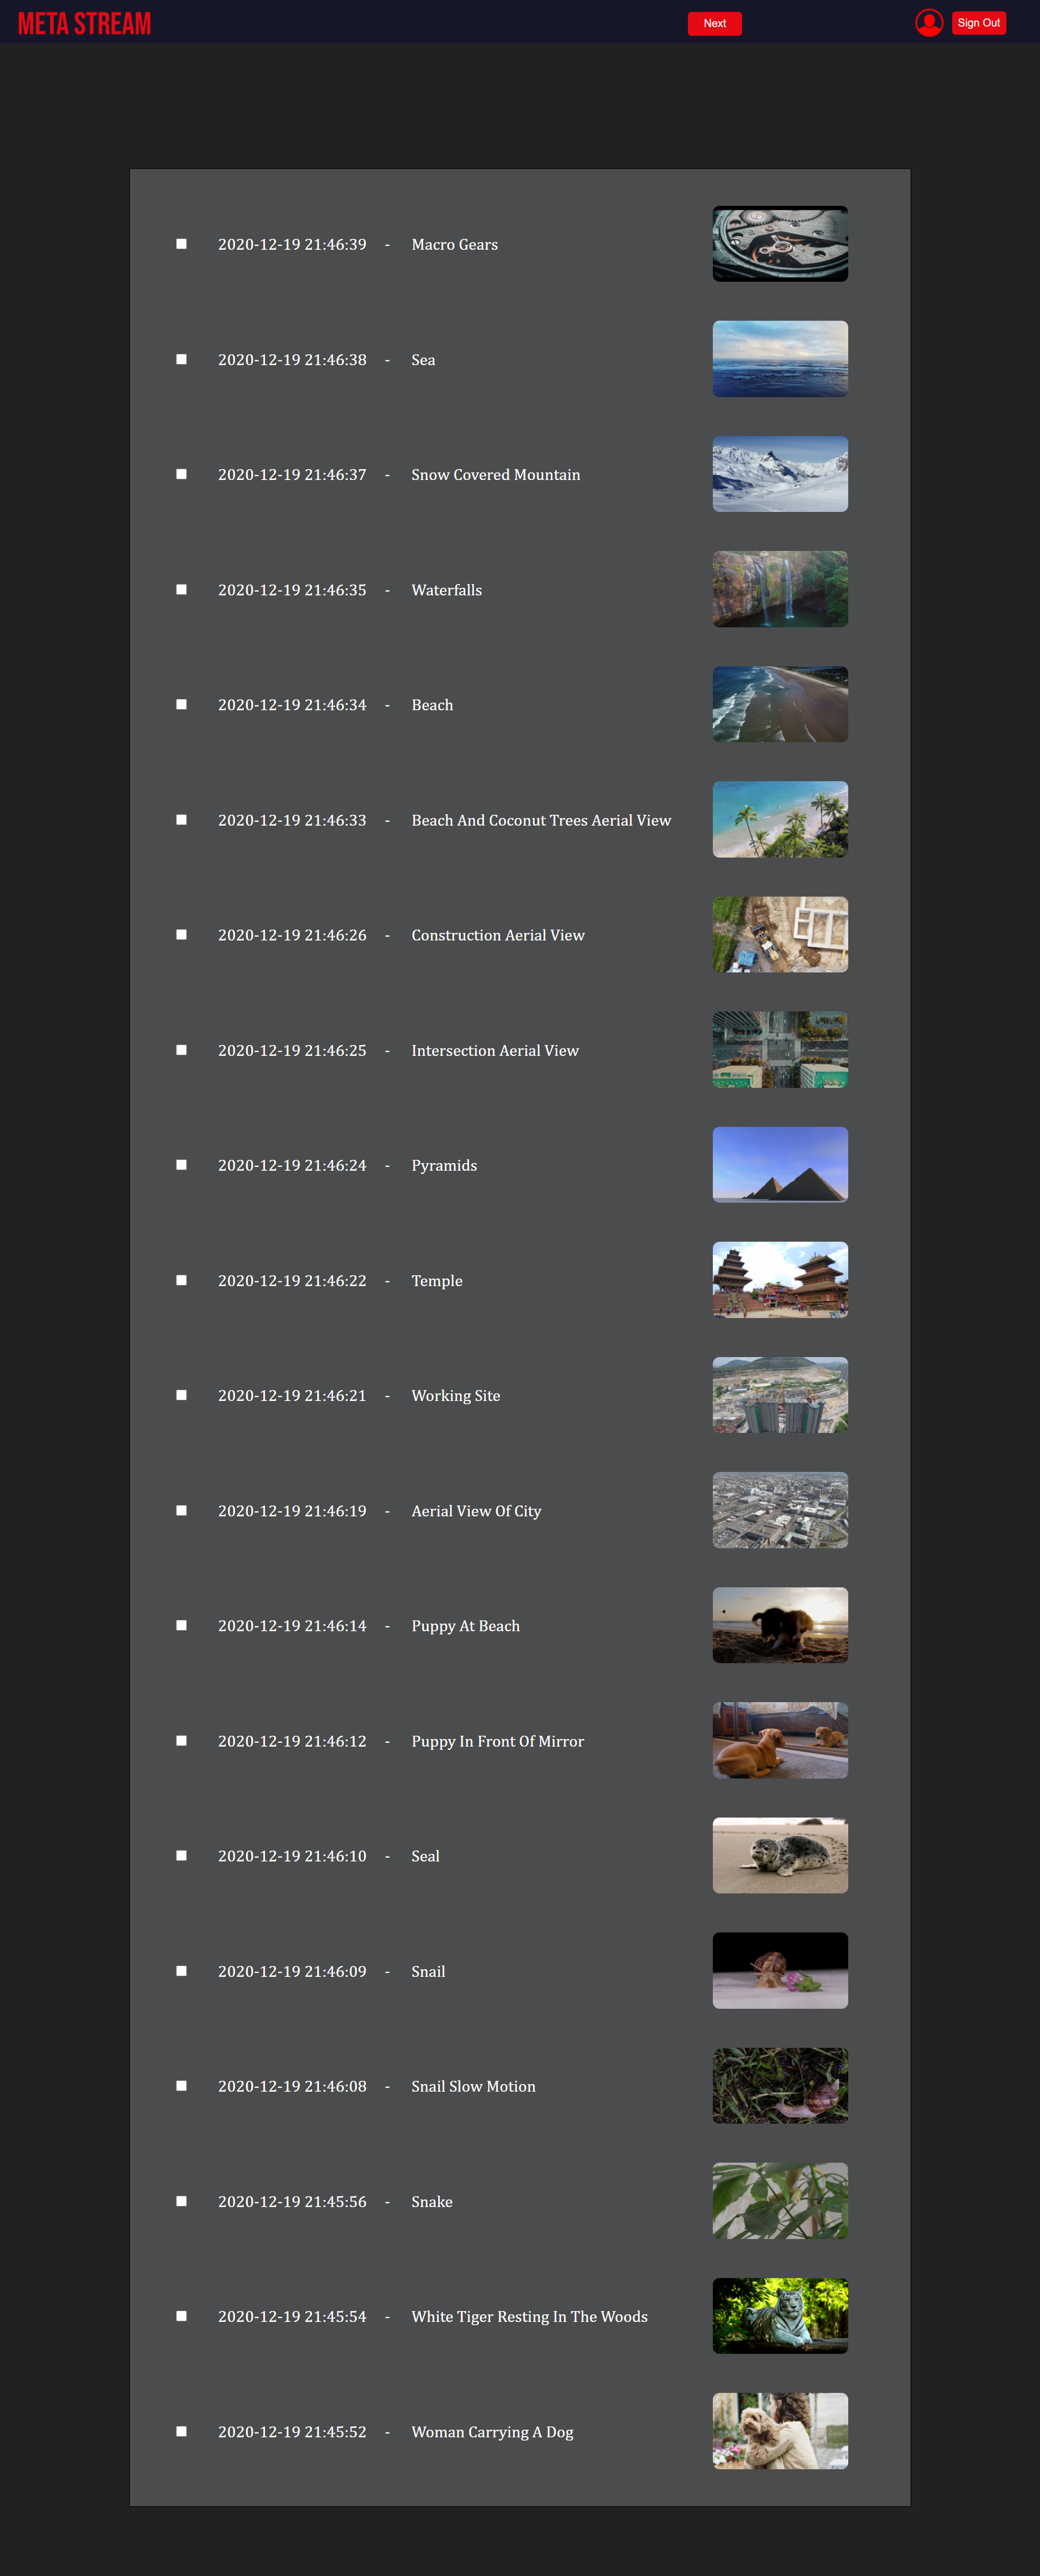 META STREAM
Next
Sign Out
2020-12-19 21:46:39 - Macro Gears
2020-12-19 21:46:38 - Sea
2020-12-19 21:46:37 - Snow Covered Mountain
2020-12-19 21:46:35 - Waterfalls
2020-12-19 21:46:34 - Beach
2020-12-19 21:46:33 - Beach And Coconut Trees Aerial View
2020-12-19 21:46:26 - Construction Aerial View
2020-12-19 21:46:25 - Intersection Aerial View
2020-12-19 21:46:24 - Pyramids
2020-12-19 21:46:22 - Temple
2020-12-19 21:46:21 - Working Site
2020-12-19 21:46:19 - Aerial View Of City
2020-12-19 21:46:14 - Puppy At Beach
2020-12-19 21:46:12 - Puppy In Front Of Mirror
2020-12-19 21:46:10 - Seal
2020-12-19 21:46:09 - Snail
2020-12-19 21:46:08 - Snail Slow Motion
2020-12-19 21:45:56 - Snake
2020-12-19 21:45:54 - White Tiger Resting In The Woods
2020-12-19 21:45:52 - Woman Carrying A Dog